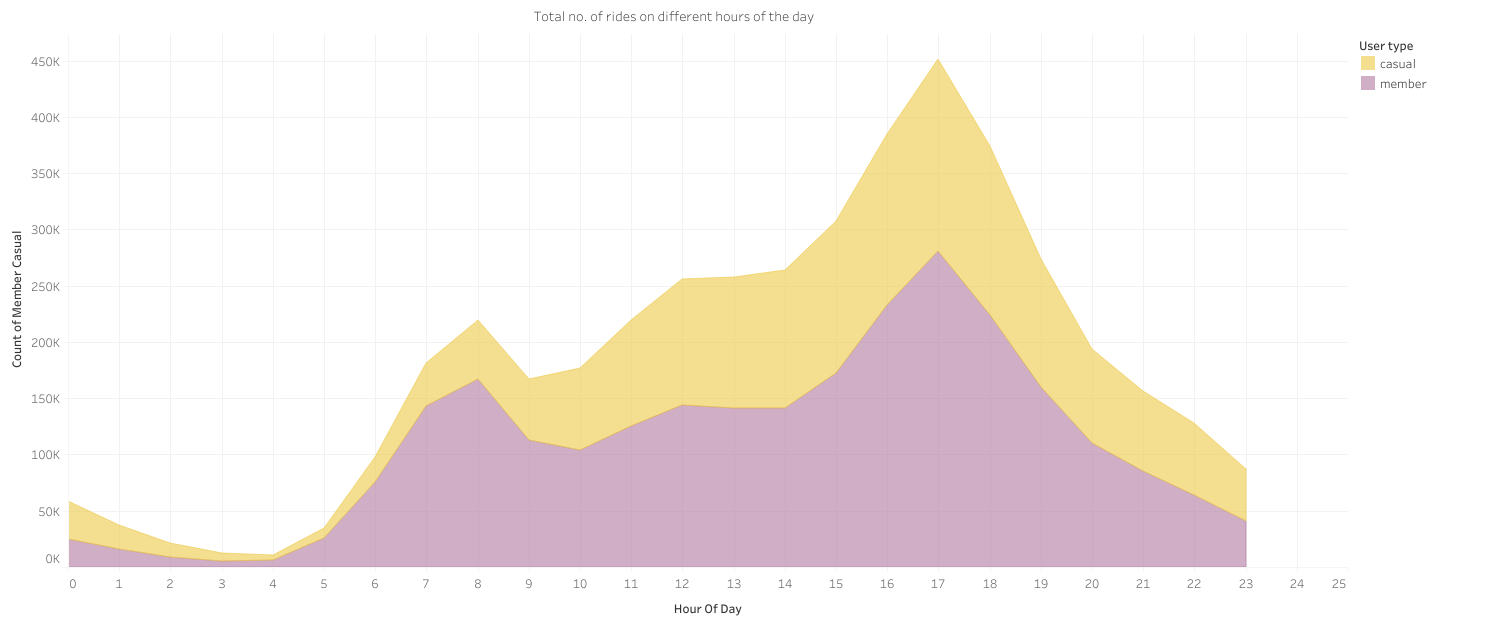 Total no. of rides on different hours of the day
User type
casual
member
450K
400K
350K
300K
250K
200K
150K
100K
50K
0K
Count of Member Casual
0 1 2 3 4 5 6 7 8 9 10 11 12 13 14 15 16 17 18 19 20 21 22 23 24 25
Hour Of Day